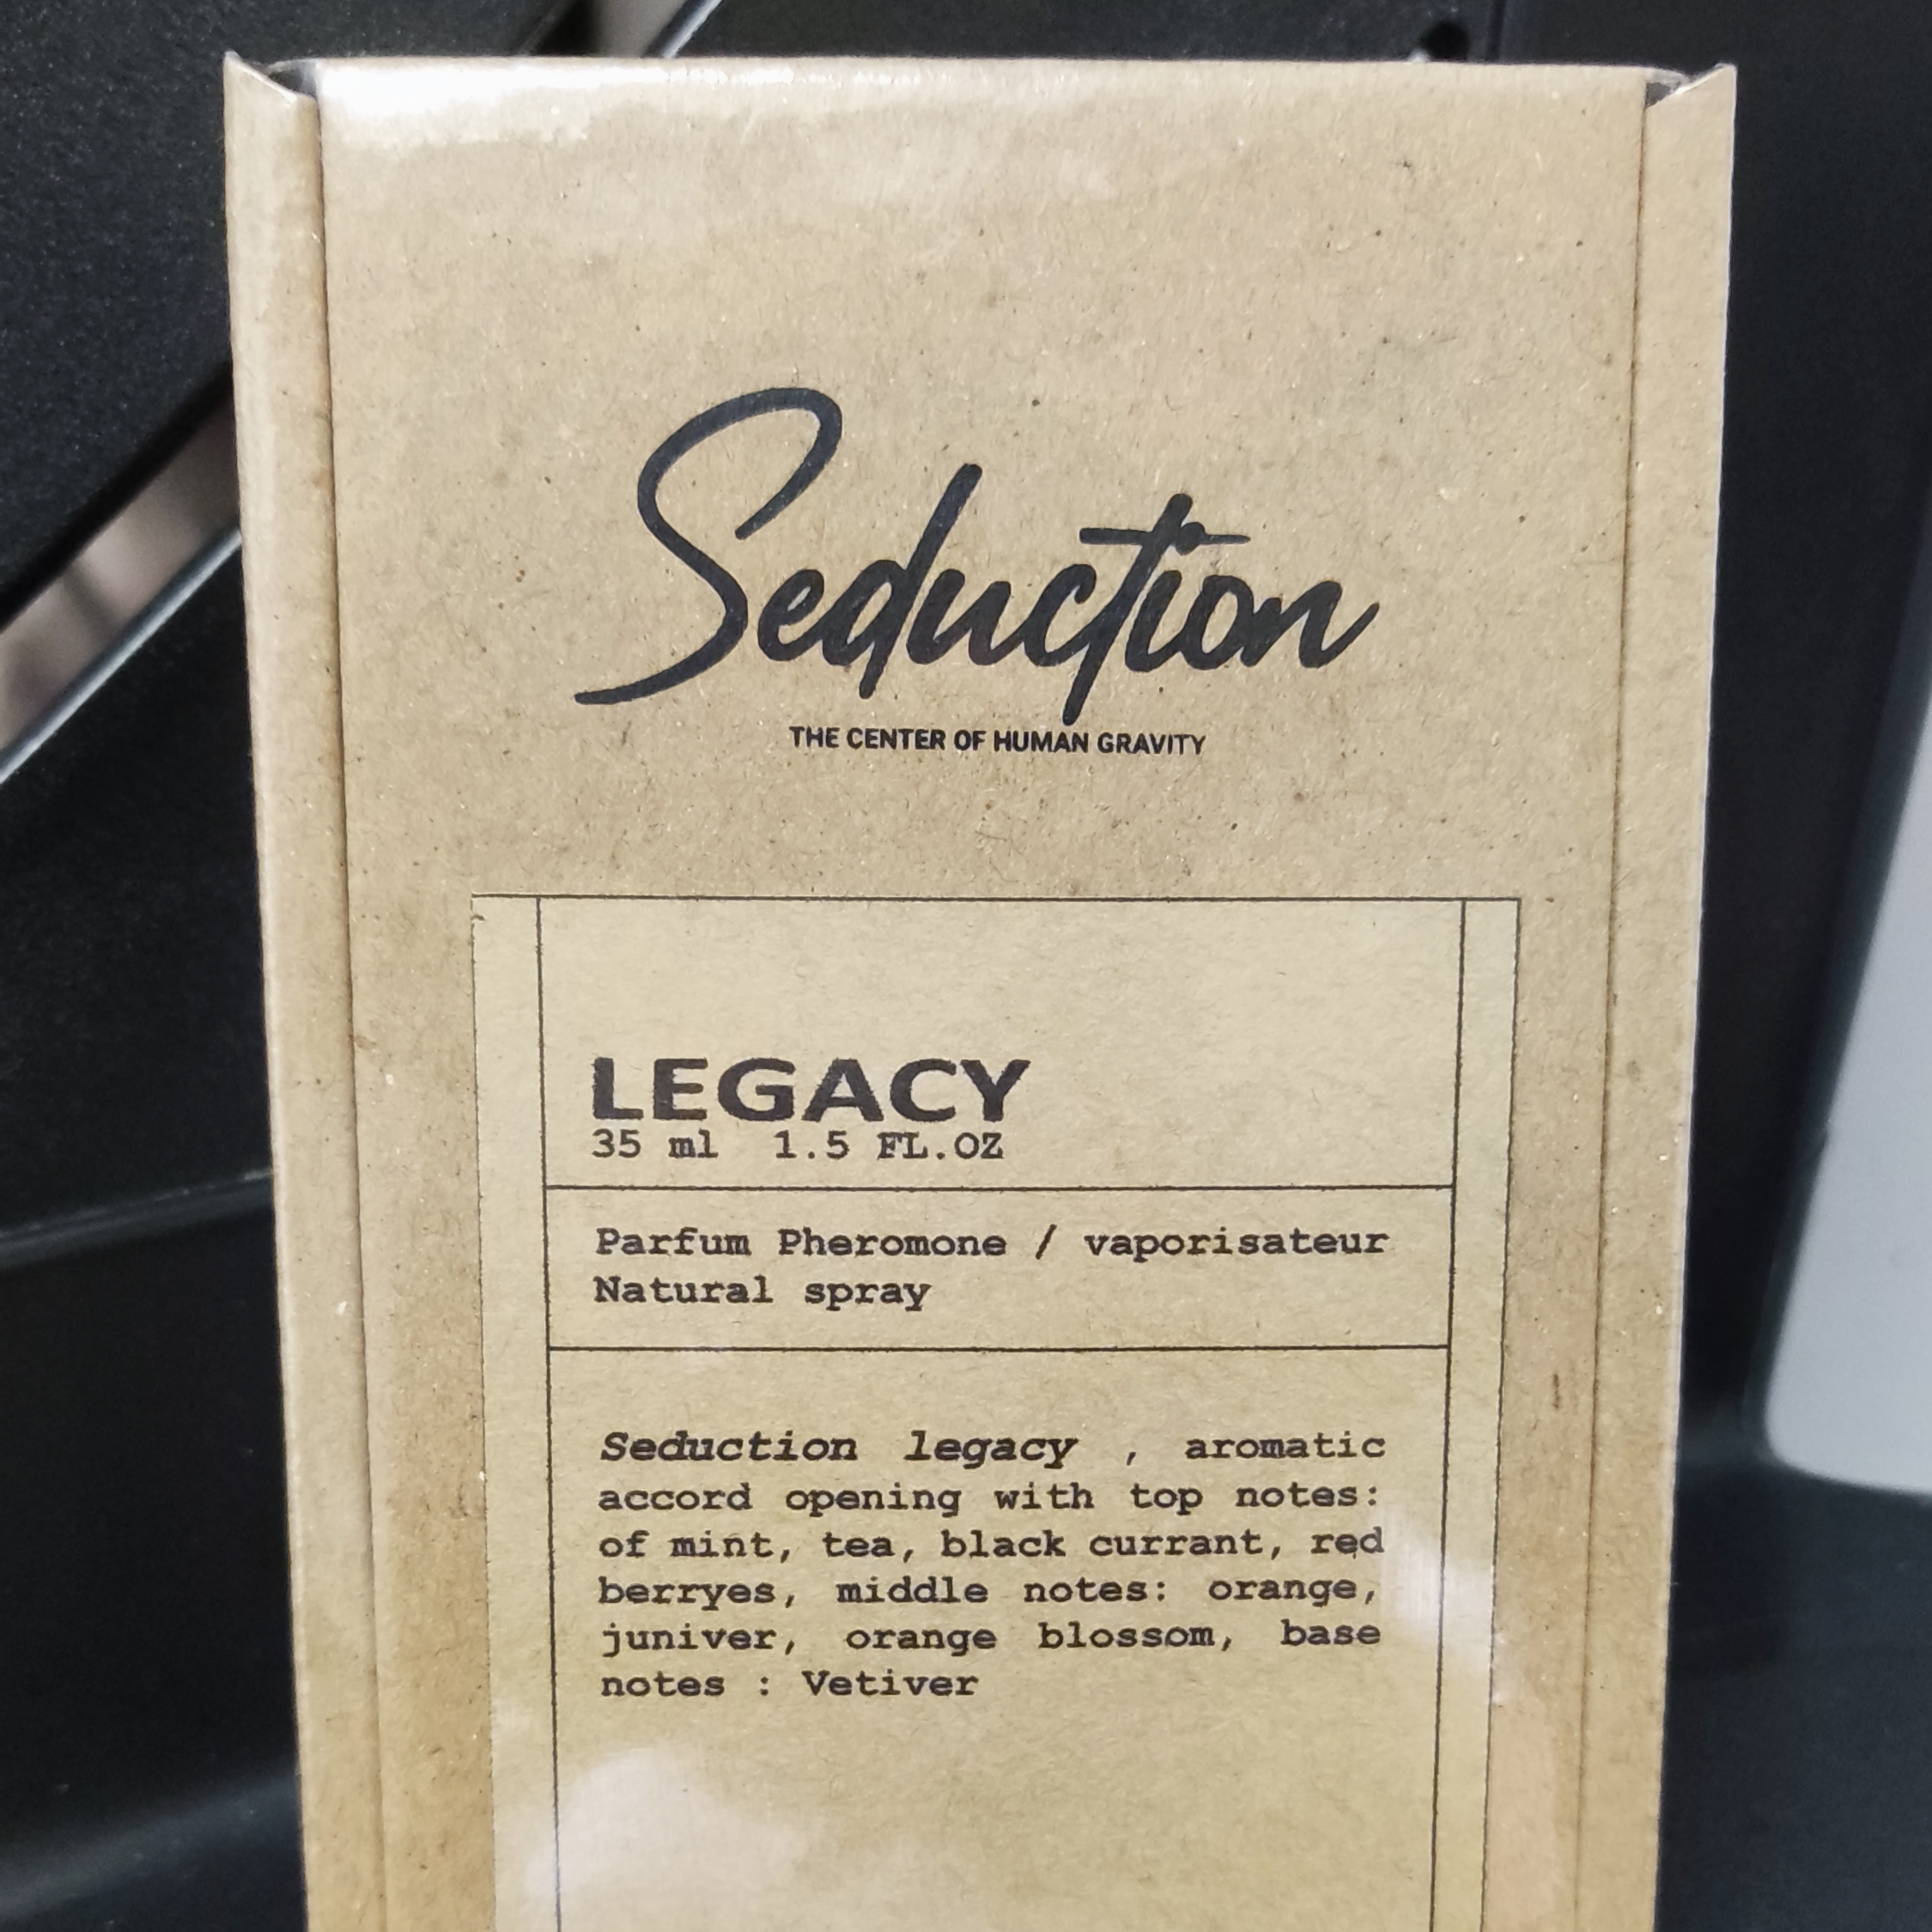 Seduction
THE CENTER OF HUMAN GRAVITY
LEGACY
35 ml 1.5 FL.OZ
Parfum Pheromone / vaporisateur
Natural spray
Seduction legacy , aromatic
accord opening with top notes:
of mint, tea, black currant, red
berryes, middle notes: orange,
juniver, orange blossom, base
notes : Vetiver